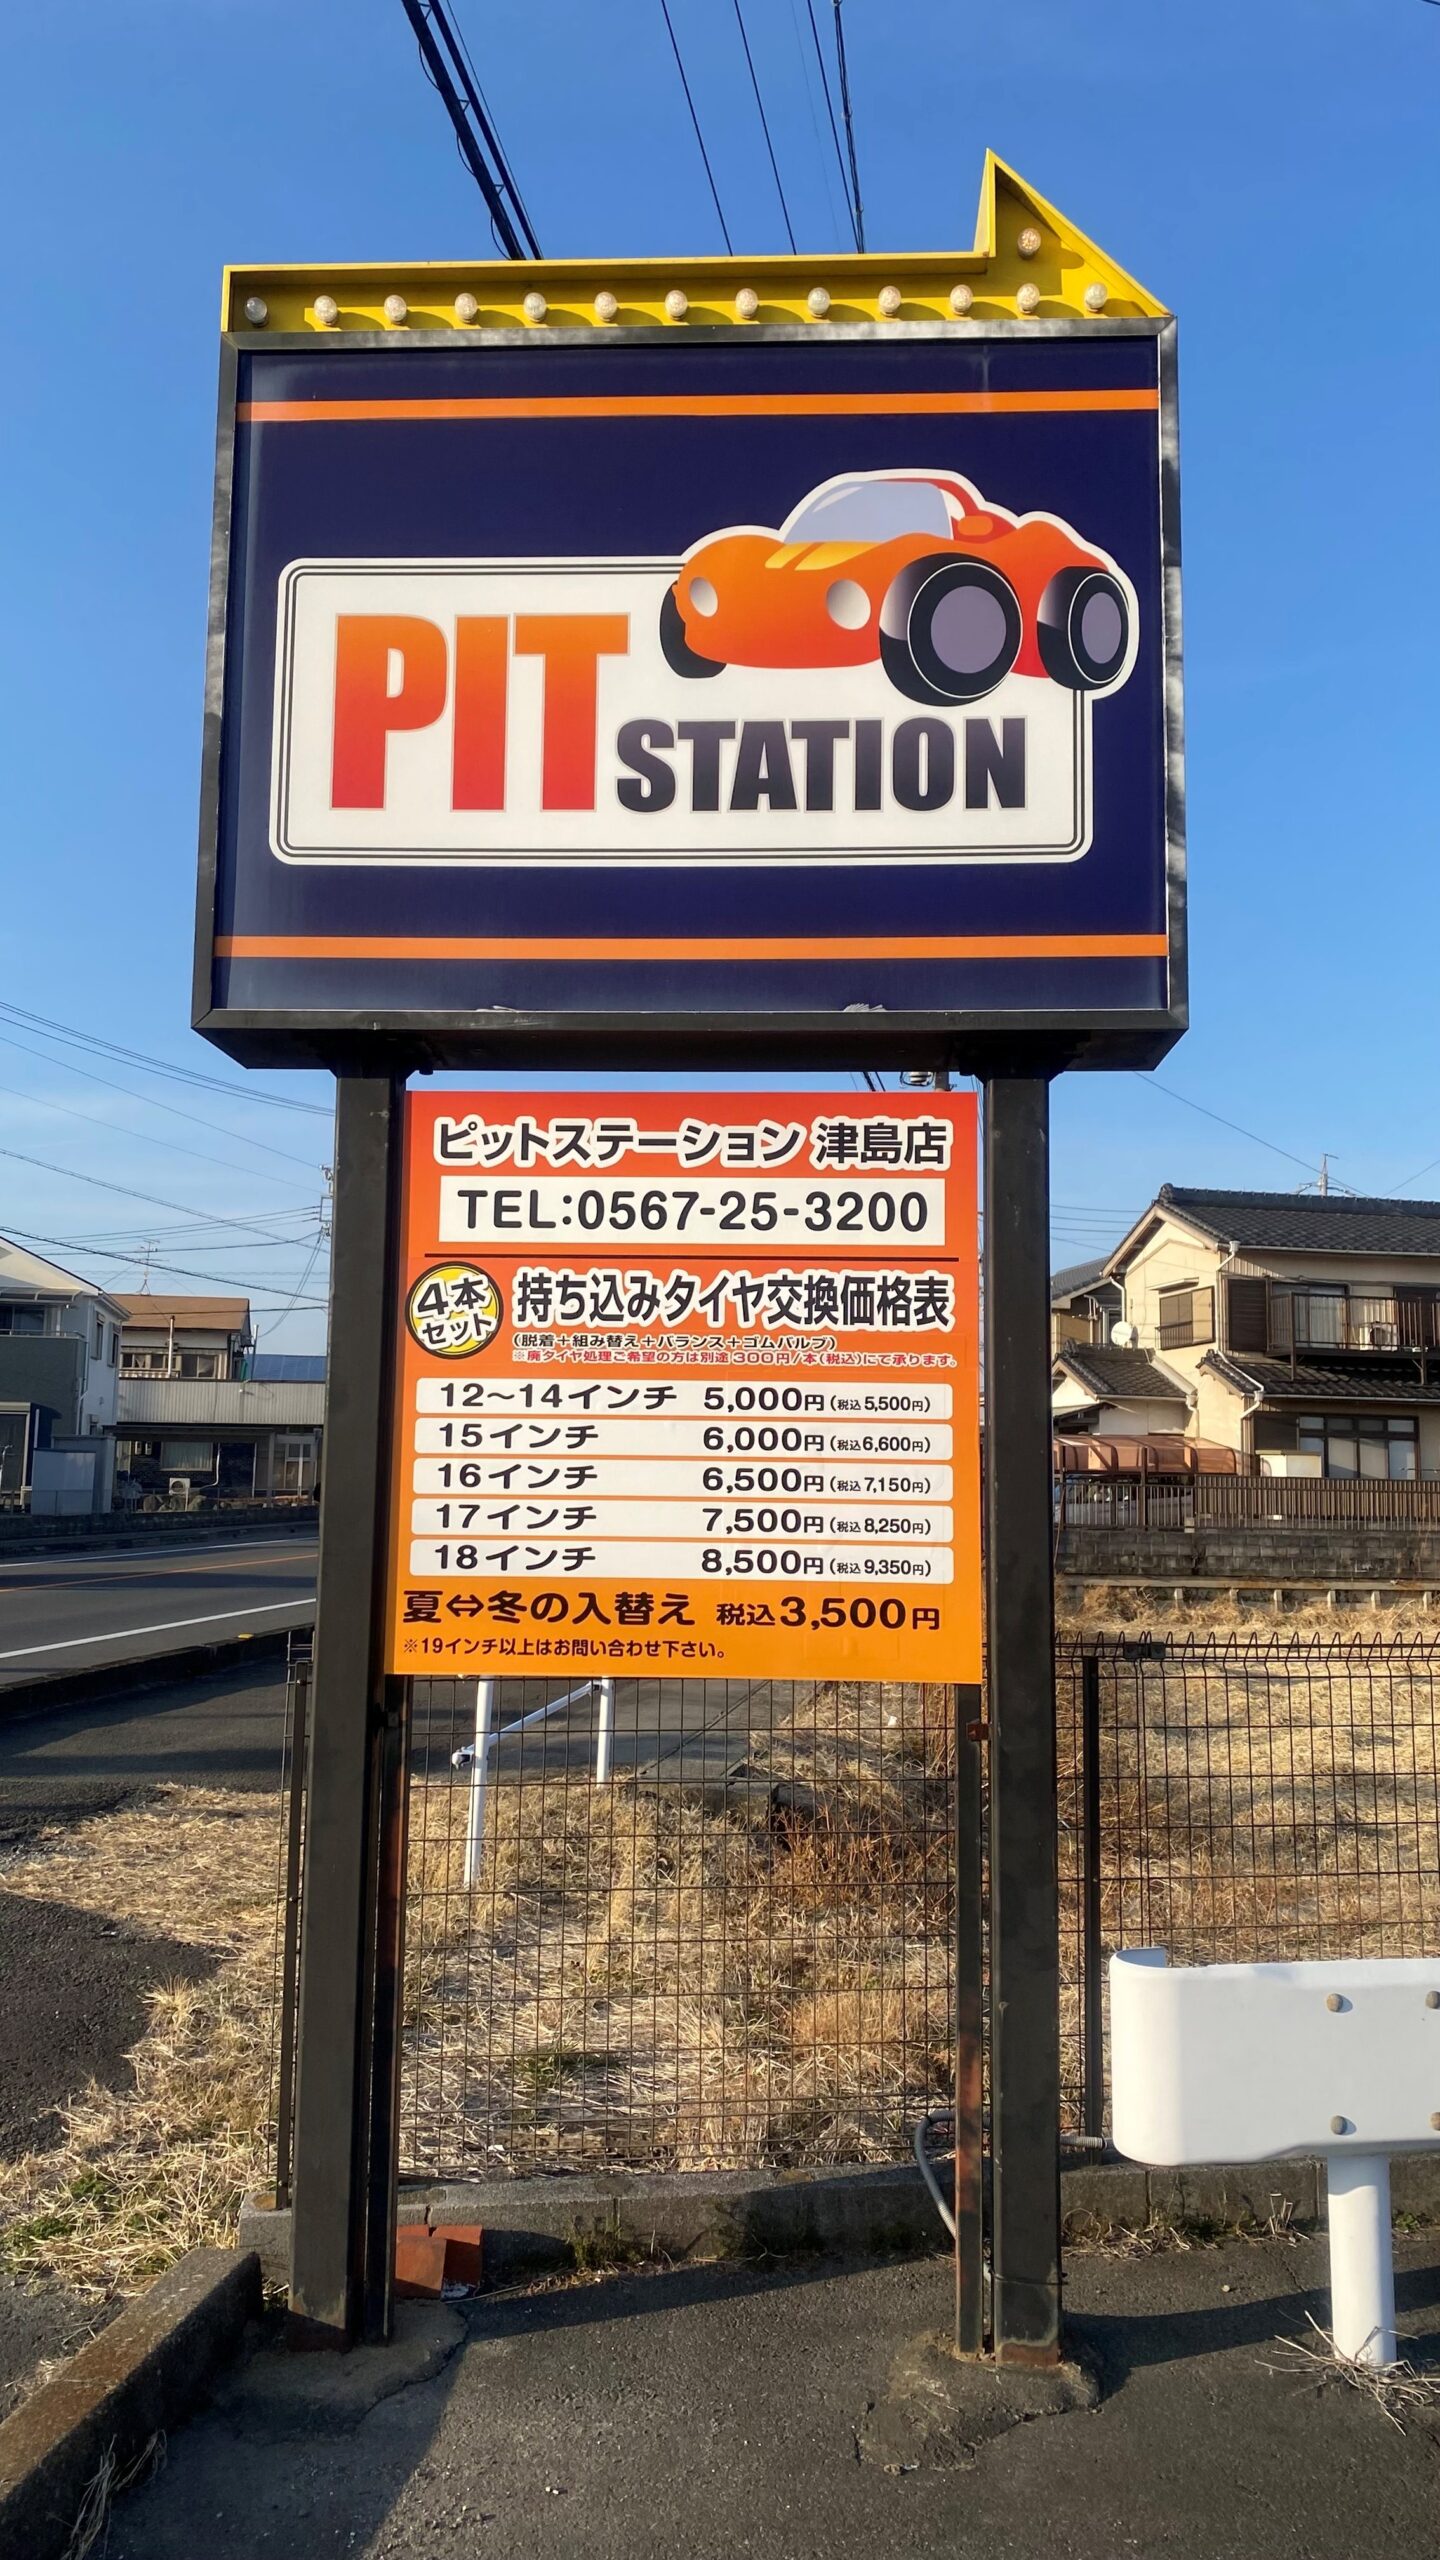 PIT STATION
ピットステーション 津島店
TEL:0567-25-3200
4本セット
持ち込みタイヤ交換価格表
(脱着+組み替え+バランス+ゴムバルブ)
※廃タイヤ処理ご希望の方は別途300円/本(税込)にて承ります。
12～14インチ 5,000円(税込5,500円)
15インチ 6,000円(税込6,600円)
16インチ 6,500円(税込7,150円)
17インチ 7,500円(税込8,250円)
18インチ 8,500円(税込9,350円)
夏⇔冬の入替え 税込3,500円
※19インチ以上はお問い合わせ下さい。